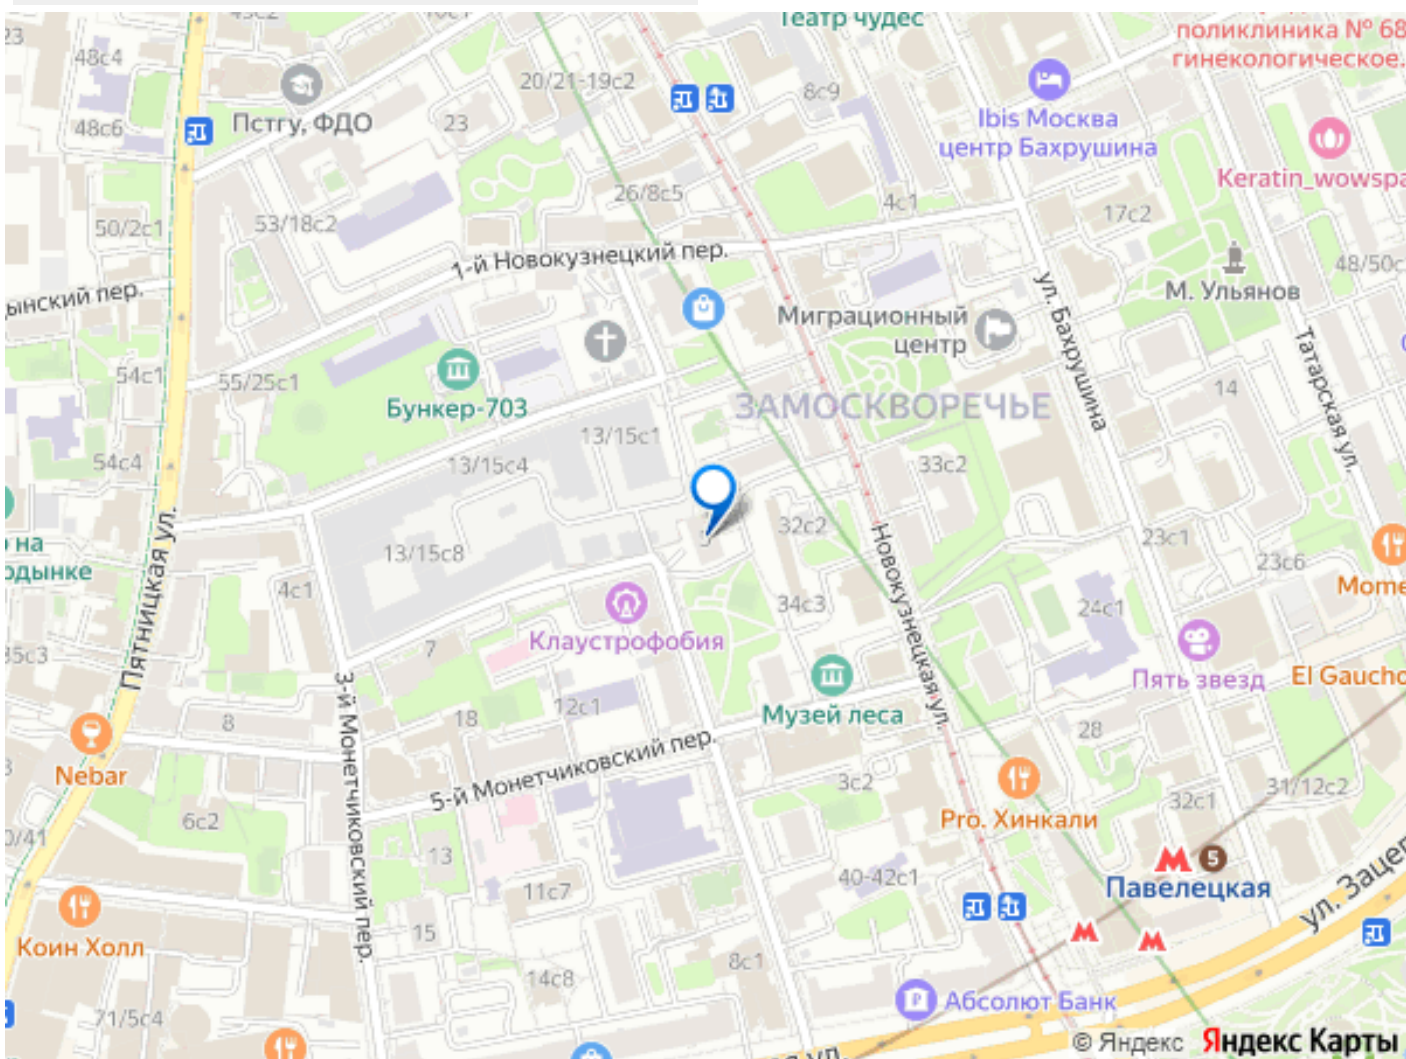 Театр чудес
поликлиника № 68
гинекологическое.
23
48с4
20/21-19с2
8с9
48с6
Пстгу, ФДО
23
Ibis Москва
центр Бахрушина
Keratin_wowspa
26/8с5
4с1
17с2
50/2с1
53/18с2
1-й Новокузнецкий пер.
48/50с
М. Ульянов
ынский пер.
ул. Бахрушина
Миграционный
центр
Татарская ул.
54с1
55/25с1
Бункер-703
ЗАМОСКВОРЕЧЬЕ
14
13/15с1
54с4
13/15с4
33с2
Пятницкая ул.
32с2
Новокузнецкая ул.
23с1
23с6
о на
одынке
13/15с8
4с1
34с3
24с1
Mome
Клаустрофобия
7
35с3
Пять звезд
El Gaucho
3-й Монетчиковский пер.
12с1
Музей леса
8
18
28
5-й Монетчиковский пер.
Nebar
3с2
31/12с2
32с1
6с2
Pro. Хинкали
0/41
13
5
Павелецкая
40-42с1
11с7
ул. Зацеп
Коин Холл
15
8с1
14с8
Абсолют Банк
71/5с4
ая ул.
© Яндекс Яндекс Карты